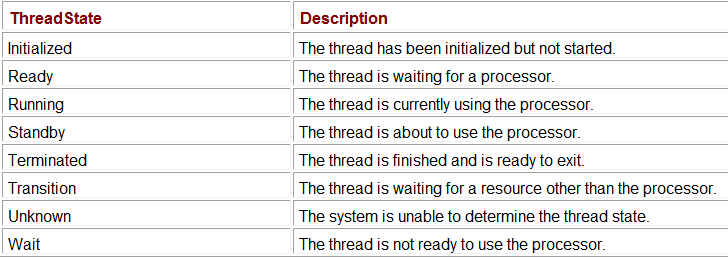 ThreadState Description
Initialized The thread has been initialized but not started.
Ready The thread is waiting for a processor.
Running The thread is currently using the processor.
Standby The thread is about to use the processor.
Terminated The thread is finished and is ready to exit.
Transition The thread is waiting for a resource other than the processor.
Unknown The system is unable to determine the thread state.
Wait The thread is not ready to use the processor.